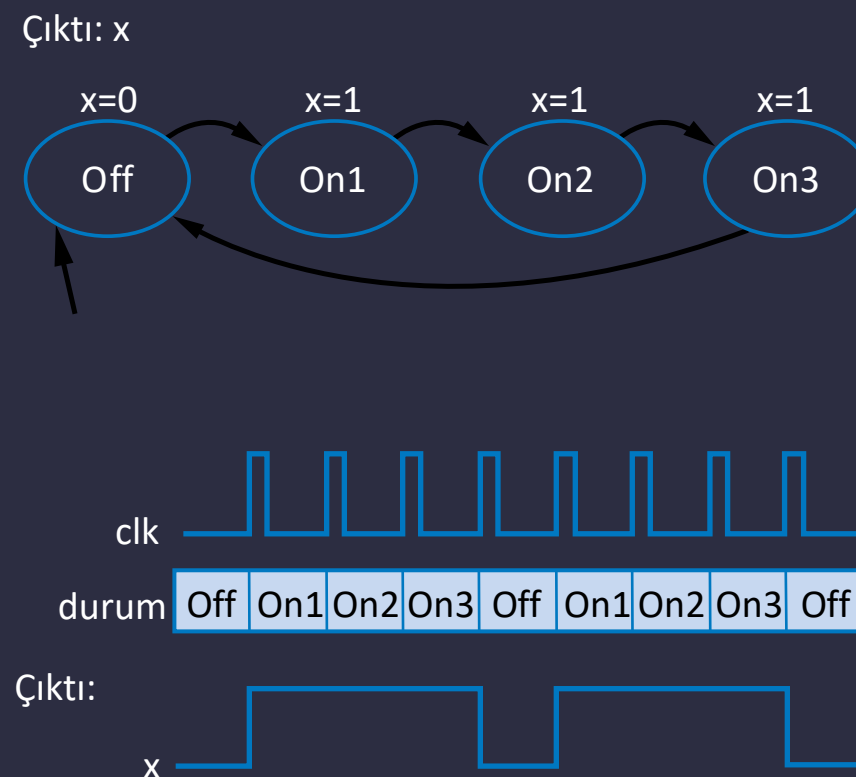 Çıktı: x
x=0 x=1 x=1 x=1
Off On1 On2 On3
clk
durum Off On1 On2 On3 Off On1 On2 On3 Off
Çıktı:
x